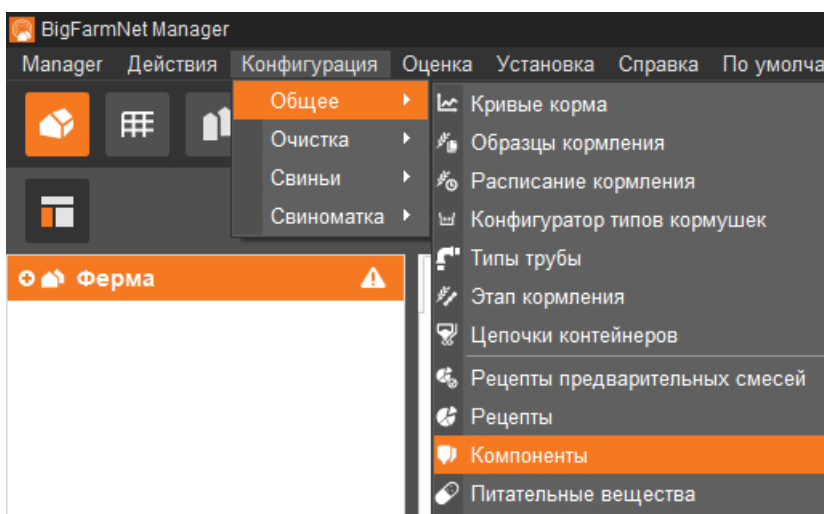 BigFarmNet Manager
Manager Действия Конфигурация Оценка Установка Справка По умолча
Общее
Очистка
Свиньи
Свиноматка
Кривые корма
Образцы кормления
Расписание кормления
Конфигуратор типов кормушек
Типы трубы
Этап кормления
Цепочки контейнеров
Рецепты предварительных смесей
Рецепты
Компоненты
Питательные вещества
Ферма